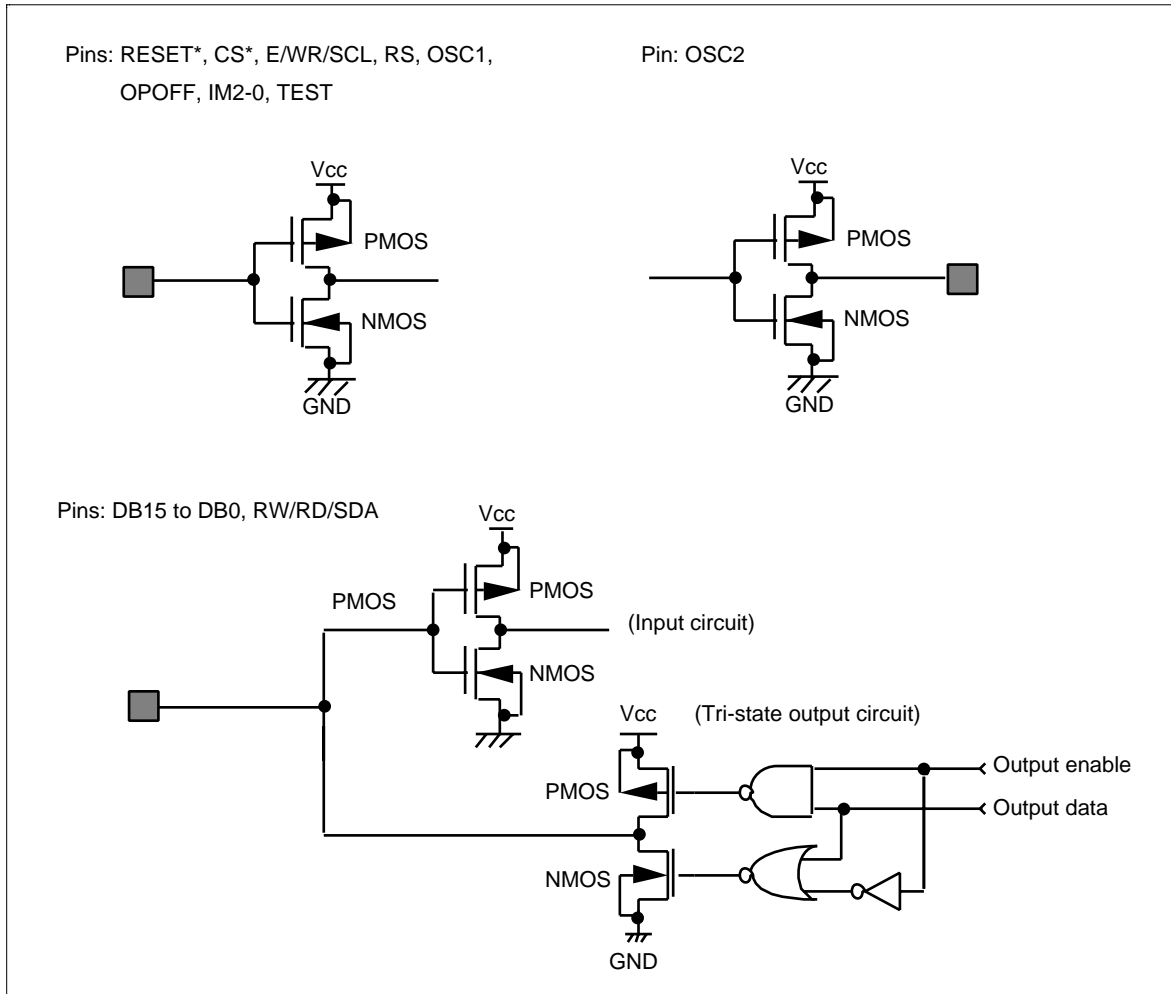 Pins: RESET*, CS*, E/WR/SCL, RS, OSC1,
OPOFF, IM2-0, TEST
Vcc
PMOS
NMOS
GND
Pin: OSC2
Vcc
PMOS
NMOS
GND
Pins: DB15 to DB0, RW/RD/SDA
Vcc
PMOS
PMOS
(Input circuit)
NMOS
Vcc
(Tri-state output circuit)
Output enable
PMOS
Output data
NMOS
GND